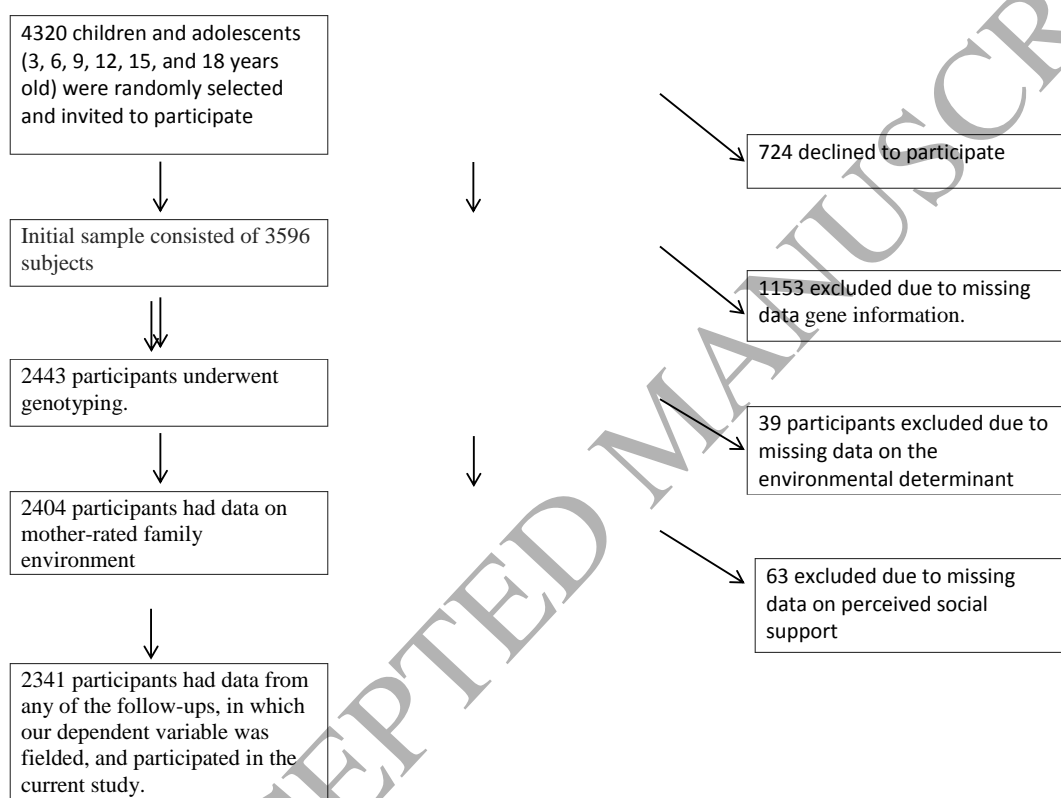 4320 children and adolescents
(3, 6, 9, 12, 15, and 18 years
old) were randomly selected
and invited to participate
724 declined to participate
Initial sample consisted of 3596
subjects
1153 excluded due to missing
data gene information.
2443 participants underwent
genotyping.
39 participants excluded due to
missing data on the
environmental determinant
2404 participants had data on
mother-rated family
environment
63 excluded due to missing
data on perceived social
support
2341 participants had data from
any of the follow-ups, in which
our dependent variable was
fielded, and participated in the
current study.
EPTED MANUSCR